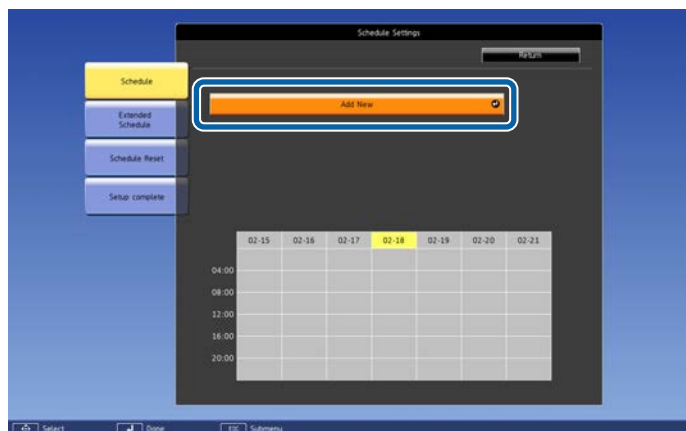 Schedule Settings
Return
Schedule
Add New
Extended
Schedule
Schedule Reset
Setup complete
02-15 02-16 02-17 02-18 02-19 02-20 02-21
04:00
08:00
12:00
16:00
20:00
Select Done Esc Submenu